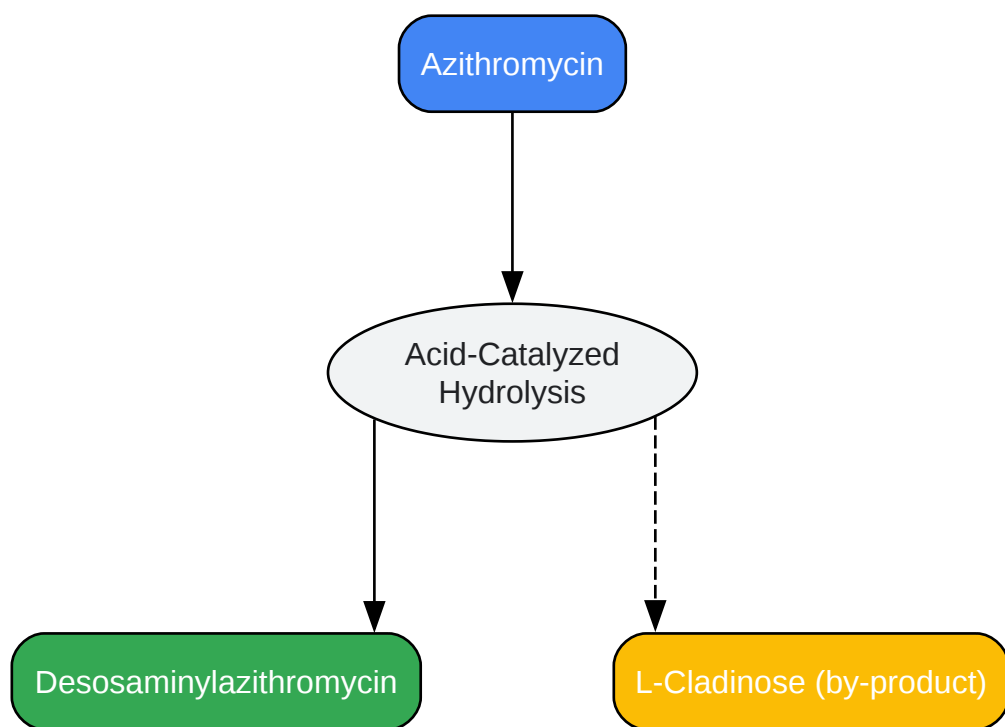 Azithromycin
Acid-Catalyzed
Hydrolysis
Desosaminylazithromycin
L-Cladinose (by-product)